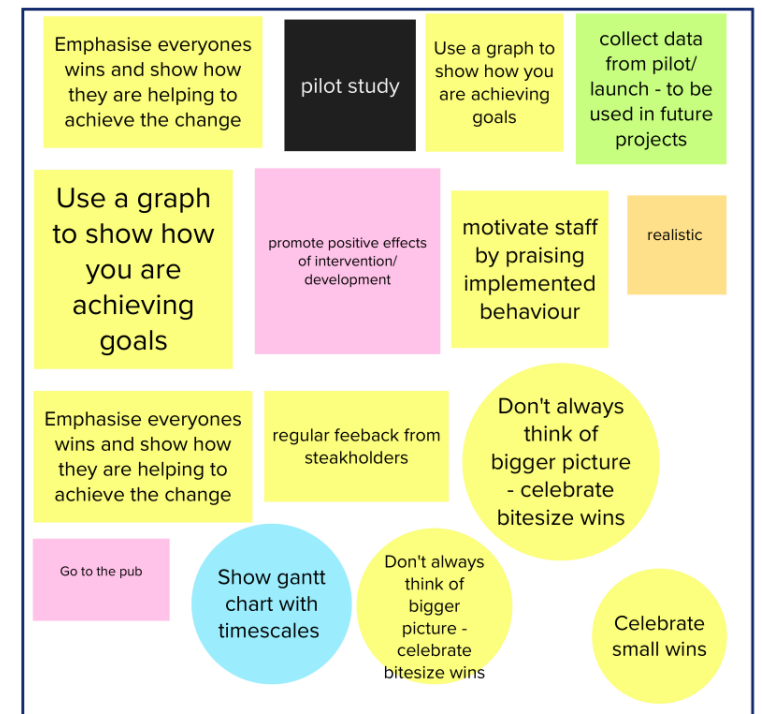 Emphasise everyones
wins and show how
they are helping to
achieve the change
pilot study
Use a graph to
show how you
are achieving
goals
collect data
from pilot/
launch - to be
used in future
projects
Use a graph
to show how
you are
achieving
goals
promote positive effects
of intervention/
development
motivate staff
by praising
implemented
behaviour
realistic
Emphasise everyones
wins and show how
they are helping to
achieve the change
regular feeback from
steakholders
Don't always
think of
bigger picture
- celebrate
bitesize wins
Go to the pub
Show gantt
chart with
timescales
Don't always
think of
bigger
picture -
celebrate
bitesize wins
Celebrate
small wins